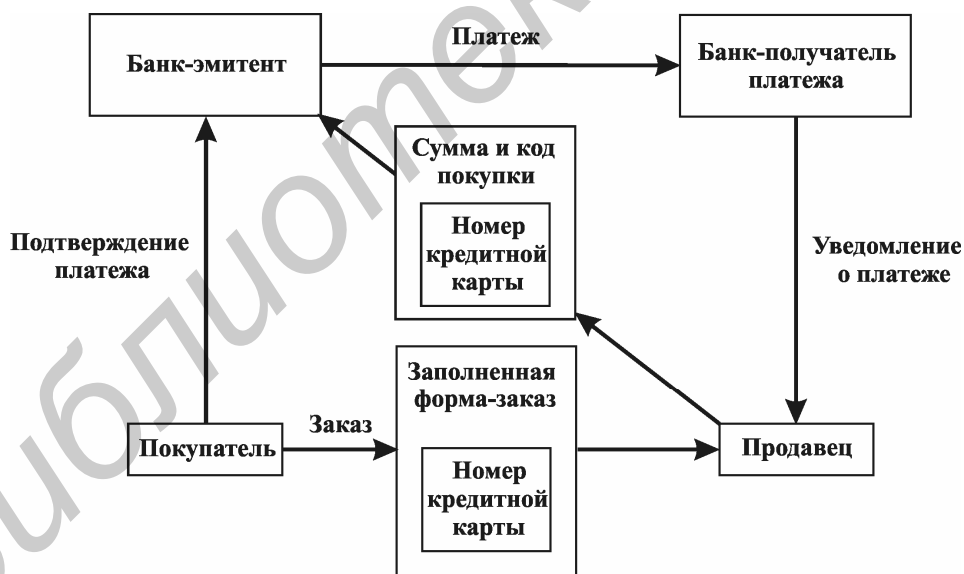 Платеж
Банк-эмитент
Банк-получатель
платежа
Сумма и код
покупки
Номер
кредитной
карты
Подтверждение
платежа
Уведомление
о платеже
Заполненная
форма-заказ
Заказ
Покупатель
Продавец
Номер
кредитной
карты